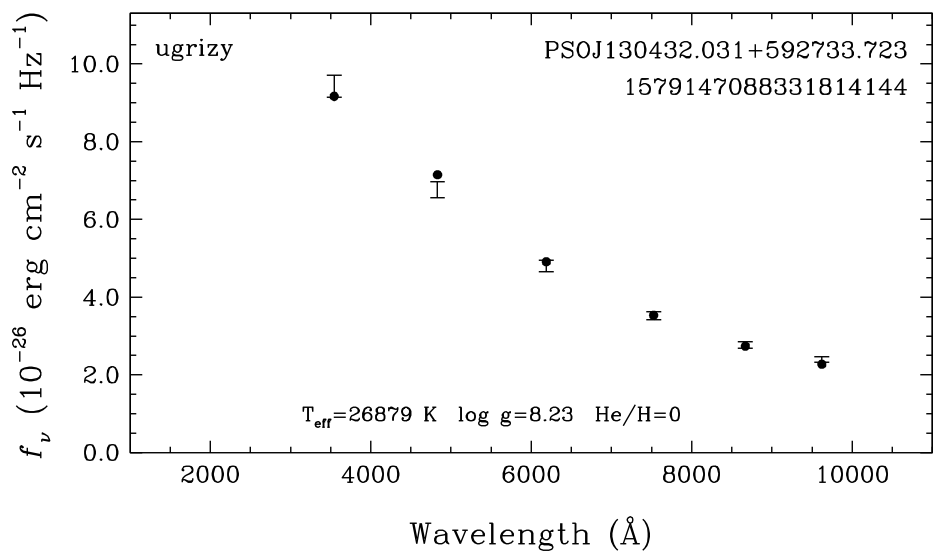 ugrizy
PSOJ130432.031+592733.723
1579147088331814144
10.0
8.0
6.0
4.0
2.0
0.0
f_ν (10^−26 erg cm^−2 s^−1 Hz^−1)
T_eff=26879 K log g=8.23 He/H=0
2000 4000 6000 8000 10000
Wavelength (Å)